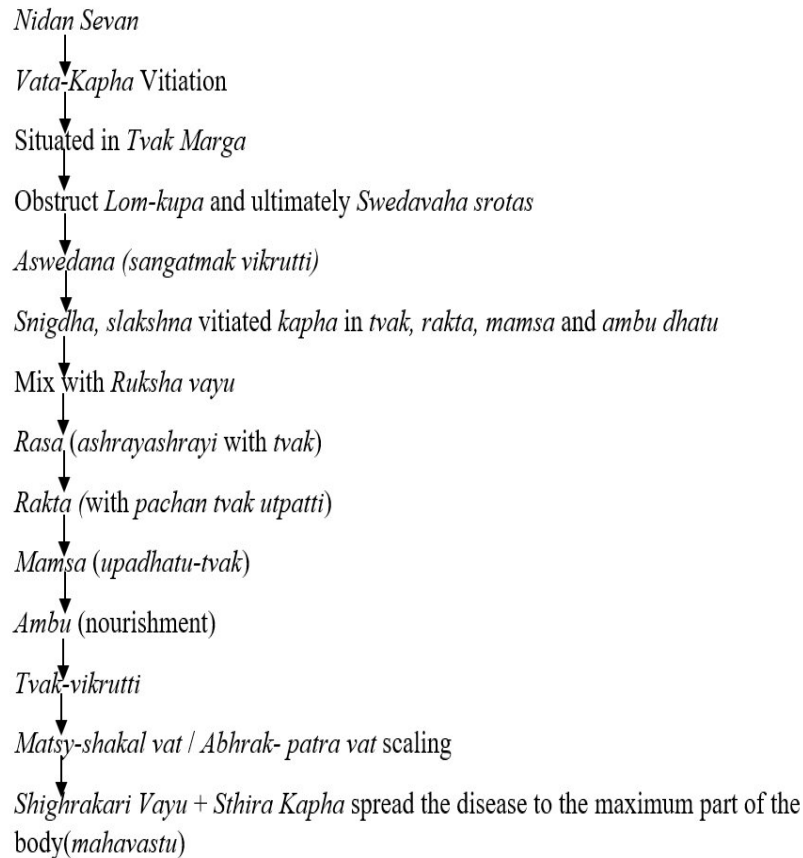 Nidan Sevan
Vata-Kapha Vitiation
Situated in Tvak Marga
Obstruct Lom-kupa and ultimately Swedavaha srotas
Aswedana (sangatmak vikrutti)
Snigdha, slakshna vitiated kapha in tvak, rakta, mamsa and ambu dhatu
Mix with Ruksha vayu
Rasa (ashrayashrayi with tvak)
Rakta (with pachan tvak utpatti)
Mamsa (upadhatu-tvak)
Ambu (nourishment)
Tvak-vikrutti
Matsy-shakal vat / Abhrak- patra vat scaling
Shighrakari Vayu + Sthira Kapha spread the disease to the maximum part of the
body(mahavastu)